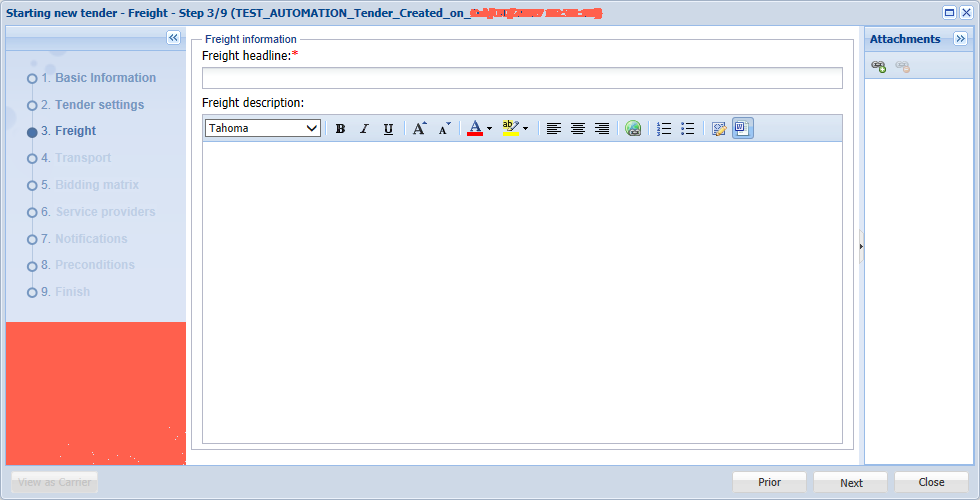 Starting new tender - Freight - Step 3/9 (TEST_AUTOMATION_Tender_Created_on_
1. Basic Information
2. Tender settings
3. Freight
4. Transport
5. Bidding matrix
6. Service providers
7. Notifications
8. Preconditions
9. Finish
Freight information
Freight headline:*
Freight description:
Tahoma
B I U A A A ab
Attachments
View as Carrier
Prior
Next
Close